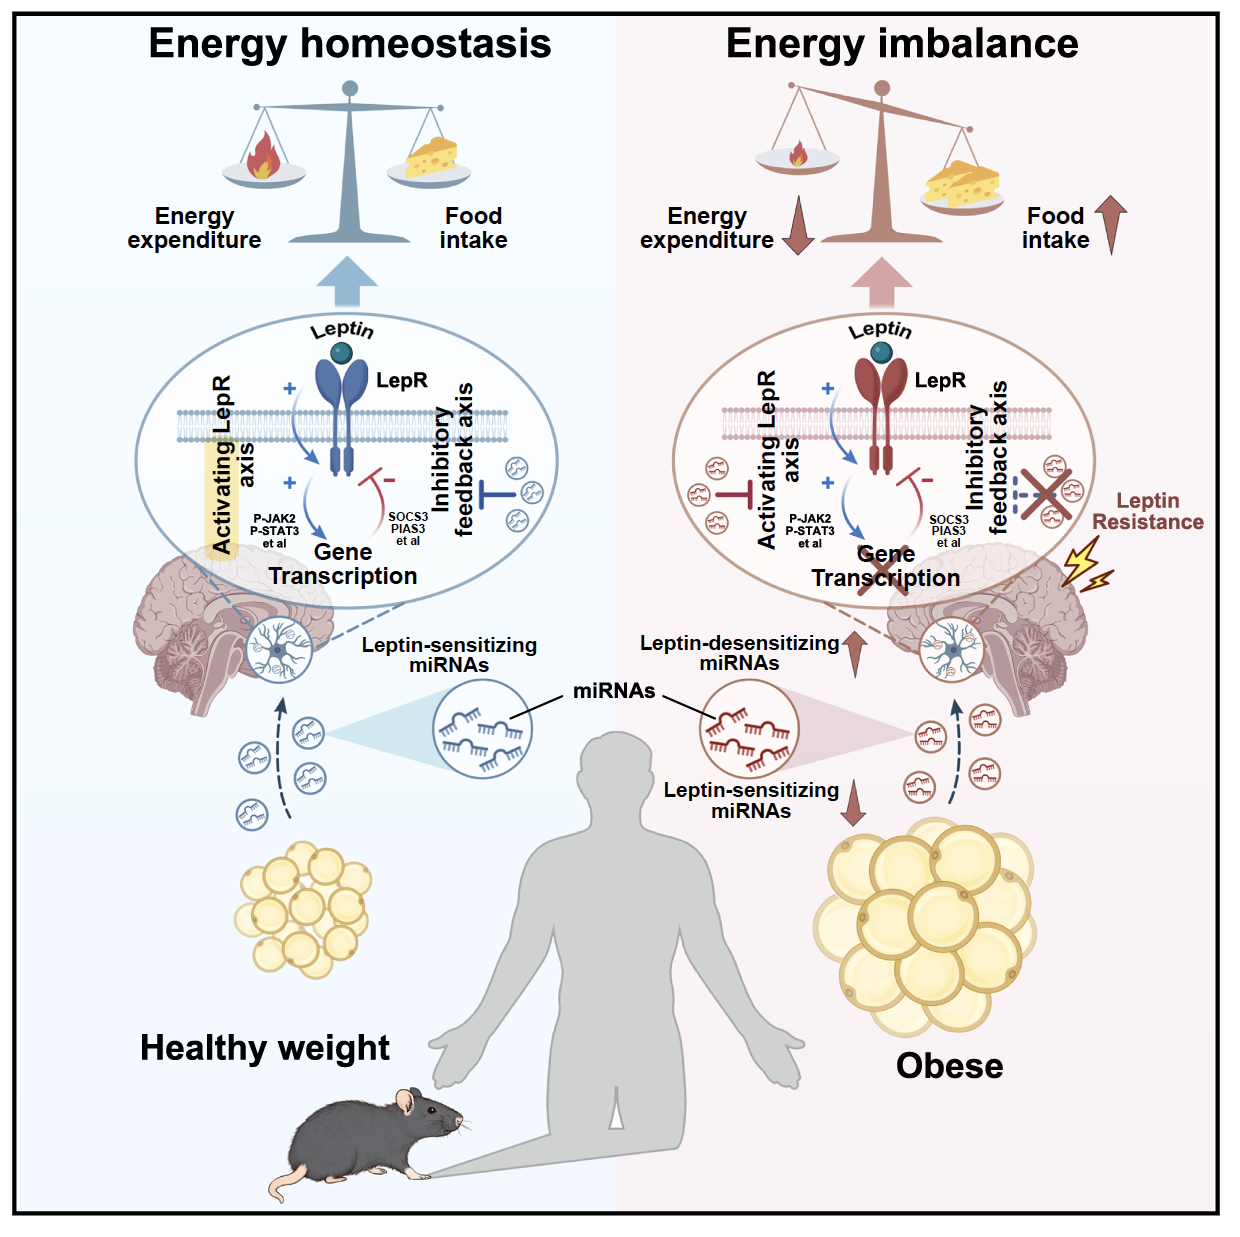 Energy homeostasis
Energy
expenditure
Food
intake
Leptin
LepR
+
Activating LepR
axis
Inhibitory
feedback axis
+
−
P-JAK2
P-STAT3
et al
SOCS3
PIAS3
et al
Gene
Transcription
Leptin-sensitizing
miRNAs
miRNAs
Healthy weight
Energy imbalance
Energy
expenditure
Food
intake
Leptin
LepR
+
Activating LepR
axis
Inhibitory
feedback axis
+
−
P-JAK2
P-STAT3
et al
SOCS3
PIAS3
et al
Gene
Transcription
Leptin
Resistance
Leptin-desensitizing
miRNAs
Leptin-sensitizing
miRNAs
Obese